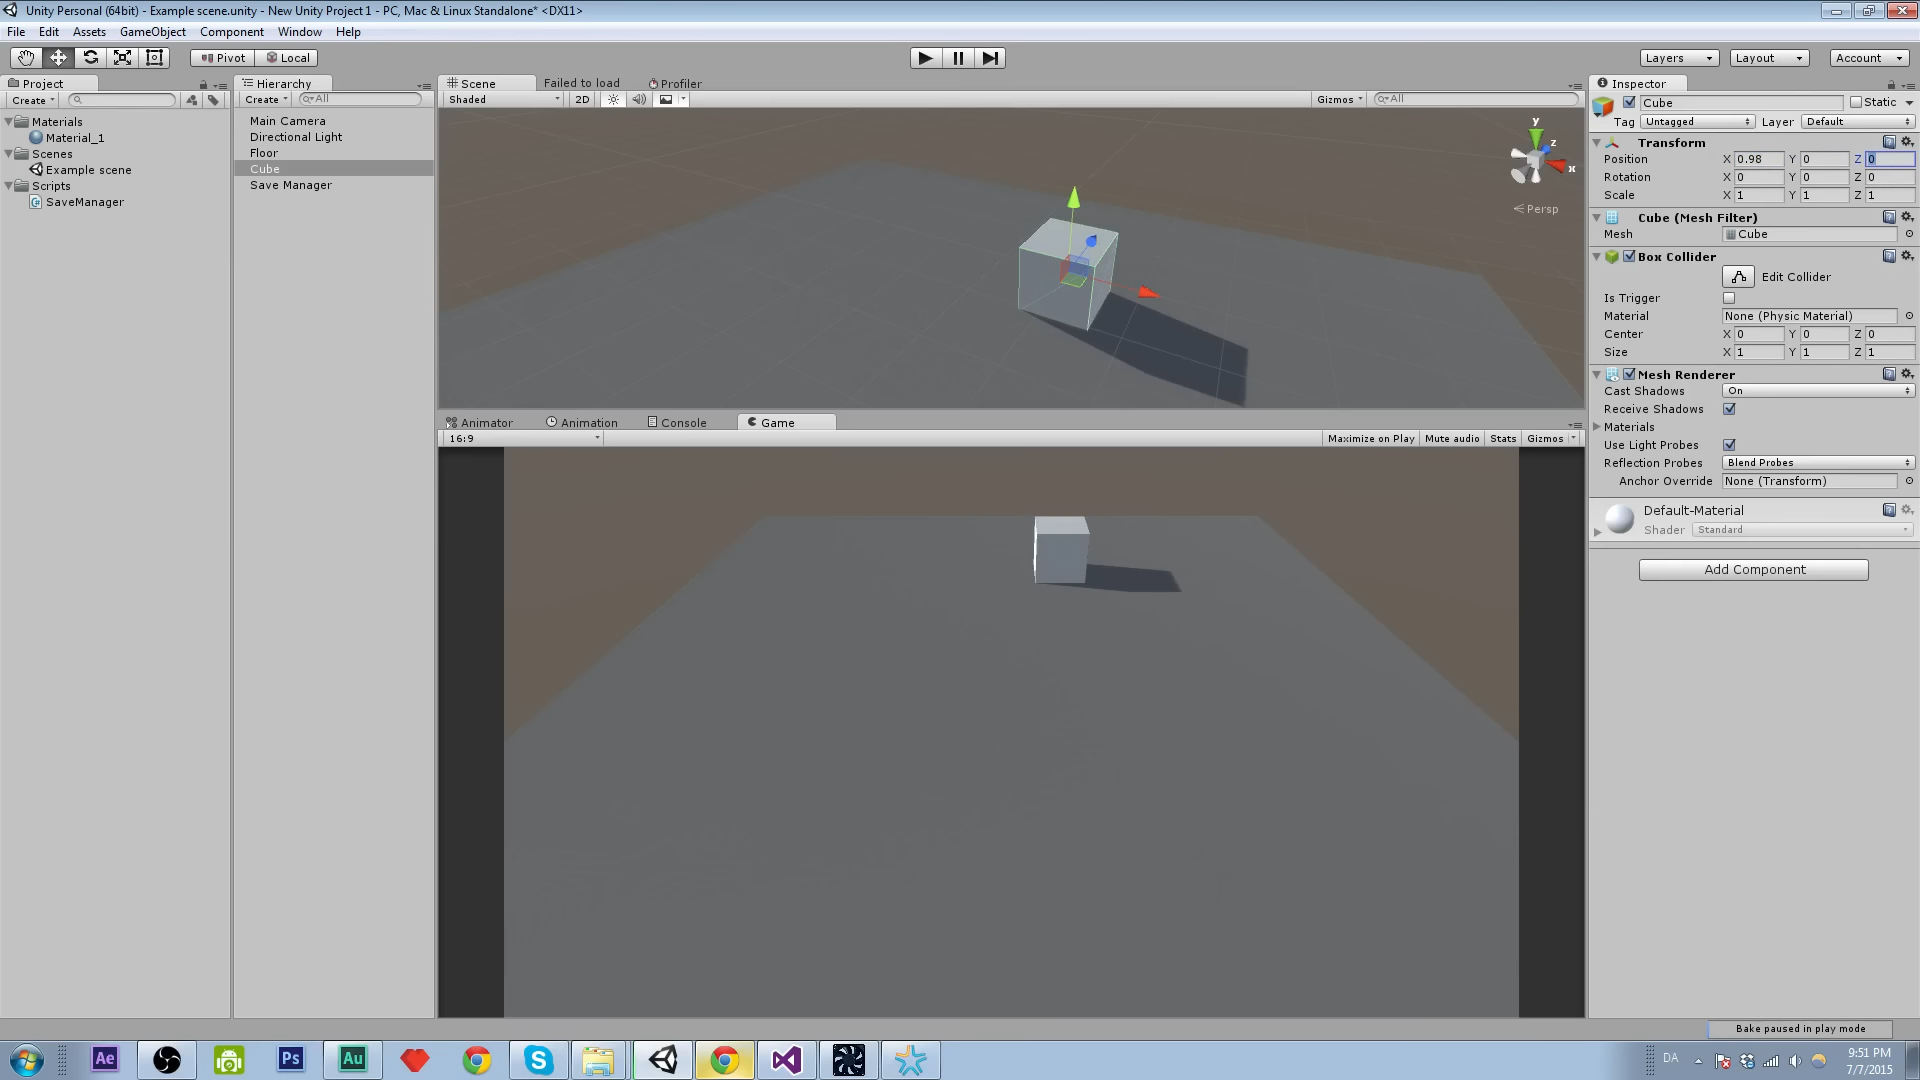 Unity Personal (64bit) - Example scene.unity - New Unity Project 1 - PC, Mac & Linux Standalone* <DX11>
File Edit Assets GameObject Component Window Help
Pivot Local Layers Layout Account
Project Hierarchy Scene Failed to load Profiler Inspector
Create Create All Shaded 2D Gizmos All Cube Static
Tag Untagged Layer Default
Materials
Material_1
Scenes
Example scene
Scripts
SaveManager
Main Camera
Directional Light
Floor
Cube
Save Manager
y
z
x
Persp
Transform
Position X 0.98 Y 0 Z 0
Rotation X 0 Y 0 Z 0
Scale X 1 Y 1 Z 1
Cube (Mesh Filter)
Mesh Cube
Box Collider
Edit Collider
Is Trigger
Material None (Physic Material)
Center X 0 Y 0 Z 0
Size X 1 Y 1 Z 1
Mesh Renderer
Cast Shadows On
Receive Shadows
Materials
Use Light Probes
Reflection Probes Blend Probes
Anchor Override None (Transform)
Default-Material
Shader Standard
Add Component
Animator Animation Console Game
16:9 Maximize on Play Mute audio Stats Gizmos
Bake paused in play mode
Ae Ps Au DA 9:51 PM
7/7/2015